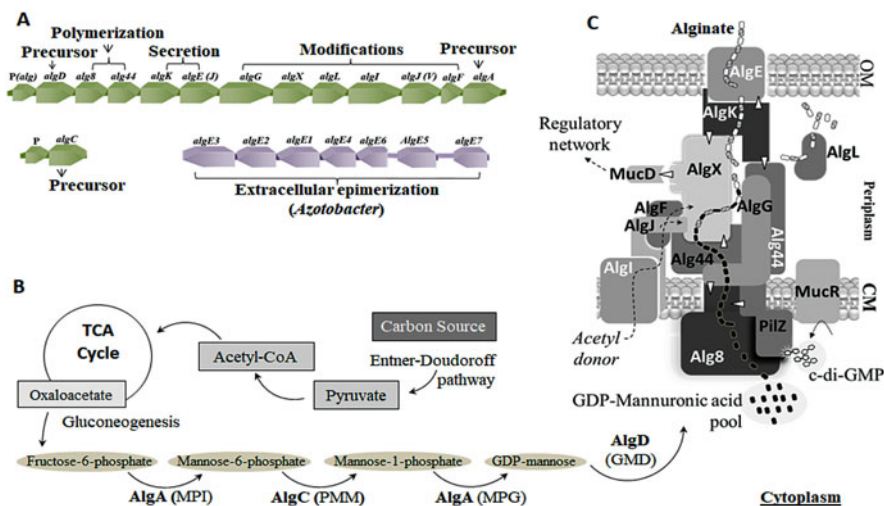 A
Polymerization
Precursor
Secretion
Modifications
Precursor
P(alg) algD alg8 alg44 algK algE (J) algG algX algL algI algJ (V) algF algA
P algC
Precursor
algE3 algE2 algE1 algE4 algE6 AlgE5 algE7
Extracellular epimerization
(Azotobacter)
B
TCA
Cycle
Oxaloacetate
Acetyl-CoA
Carbon Source
Entner-Doudoroff
pathway
Pyruvate
Gluconeogenesis
Fructose-6-phosphate
Mannose-6-phosphate
Mannose-1-phosphate
GDP-mannose
AlgA (MPI)
AlgC (PMM)
AlgA (MPG)
AlgD
(GMD)
C
Alginate
AlgE
OM
AlgK
Regulatory
network
AlgL
MucD
AlgX
Periplasm
AlgF
AlgJ
AlgG
Alg44
Alg44
AlgI
MucR
CM
Acetyl
donor
Alg8
PilZ
c-di-GMP
GDP-Mannuronic acid
pool
Cytoplasm